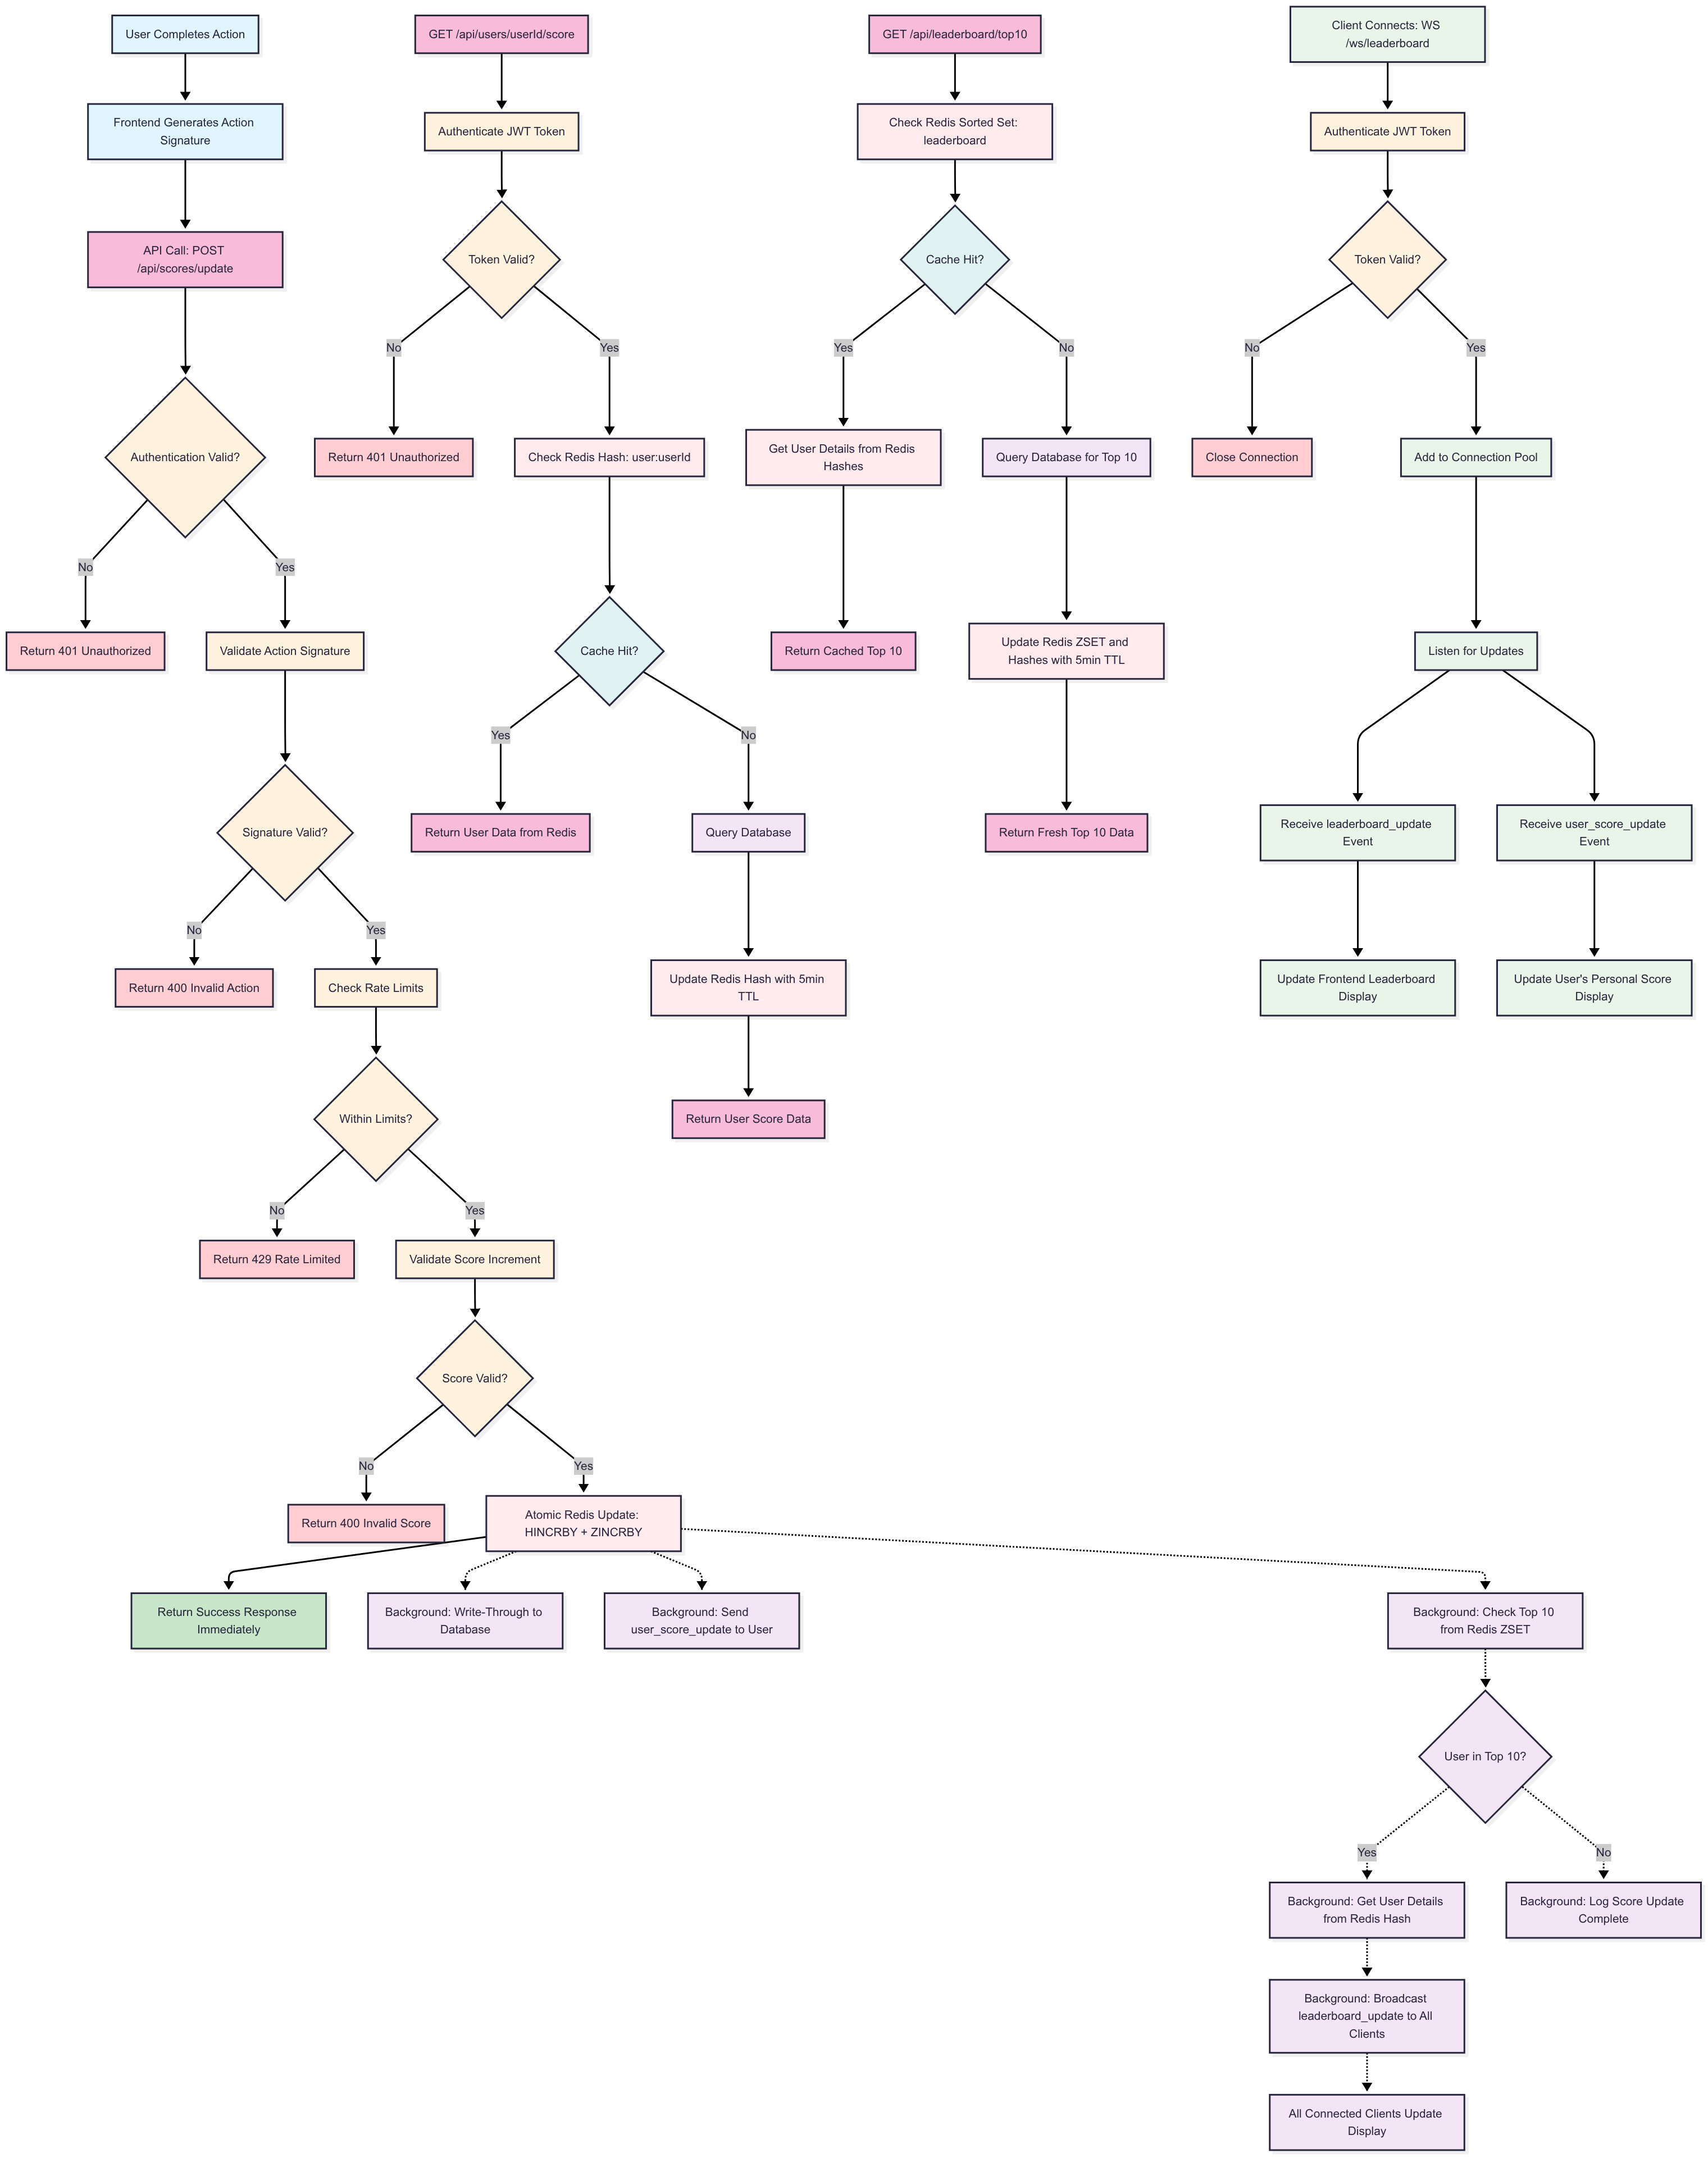 User Completes Action
GET /api/users/userId/score
GET /api/leaderboard/top10
Client Connects: WS
/ws/leaderboard
Frontend Generates Action
Signature
Authenticate JWT Token
Check Redis Sorted Set:
leaderboard
Authenticate JWT Token
API Call: POST
/api/scores/update
Token Valid?
Cache Hit?
Token Valid?
No
Yes
Yes
No
No
Yes
Authentication Valid?
Return 401 Unauthorized
Check Redis Hash: user:userId
Get User Details from Redis
Hashes
Query Database for Top 10
Close Connection
Add to Connection Pool
No
Yes
Return 401 Unauthorized
Validate Action Signature
Cache Hit?
Return Cached Top 10
Update Redis ZSET and
Hashes with 5min TTL
Listen for Updates
Yes
No
Signature Valid?
Return User Data from Redis
Query Database
Return Fresh Top 10 Data
Receive leaderboard_update
Event
Receive user_score_update
Event
No
Yes
Return 400 Invalid Action
Check Rate Limits
Update Redis Hash with 5min
TTL
Update Frontend Leaderboard
Display
Update User's Personal Score
Display
Within Limits?
Return User Score Data
No
Yes
Return 429 Rate Limited
Validate Score Increment
Score Valid?
No
Yes
Return 400 Invalid Score
Atomic Redis Update:
HINCRBY + ZINCRBY
Return Success Response
Immediately
Background: Write-Through to
Database
Background: Send
user_score_update to User
Background: Check Top 10
from Redis ZSET
User in Top 10?
Yes
No
Background: Get User Details
from Redis Hash
Background: Log Score Update
Complete
Background: Broadcast
leaderboard_update to All
Clients
All Connected Clients Update
Display